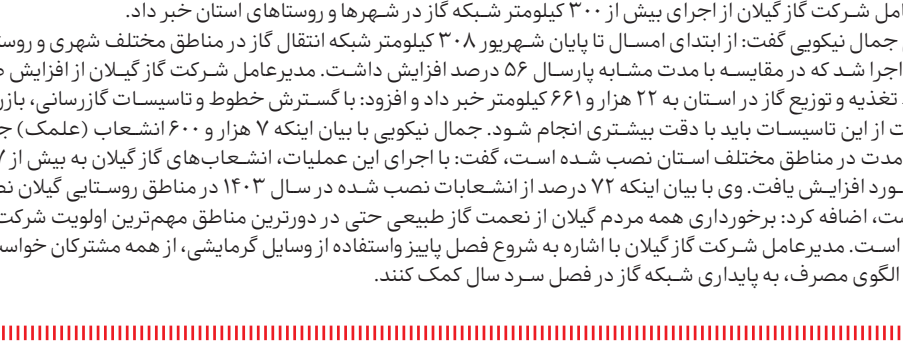 مل شرکت گاز گیلان از اجرای بیش از ۳۰۰ کیلومتر شبکه گاز در شهرها و روستاهای استان خبر داد.
جمال نیکویی گفت: از ابتدای امسال تا پایان شهریور ۳۰۸ کیلومتر شبکه انتقال گاز در مناطق مختلف شهری و روستا
اجرا شد که در مقایسه با مدت مشابه پارسال ۵۶ درصد افزایش داشت. مدیرعامل شرکت گاز گیلان از افزایش
تغذیه و توزیع گاز در استان به ۲۲ هزار و ۶۶۱ کیلومتر خبر داد و افزود: با گسترش خطوط و تاسیسات گازرسانی،
ت از این تاسیسات باید با دقت بیشتری انجام شود. جمال نیکویی با بیان اینکه ۷ هزار و ۶۰۰ انشعاب (علمک)
مدت در مناطق مختلف استان نصب شده است، گفت: با اجرای این عملیات، انشعاب‌های گاز گیلان به بیش از
ورد افزایش یافت. وی با بیان اینکه ۷۲ درصد از انشعابات نصب شده در سال ۱۴۰۳ در مناطق روستایی گیلان
ست، اضافه کرد: برخورداری همه مردم گیلان از نعمت گاز طبیعی حتی در دورترین مناطق مهم‌ترین اولویت شرکت
است. مدیرعامل شرکت گاز گیلان با اشاره به شروع فصل پاییز واستفاده از وسایل گرمایشی، از همه مشترکان خواست
الگوی مصرف، به پایداری شبکه گاز در فصل سرد سال کمک کنند.